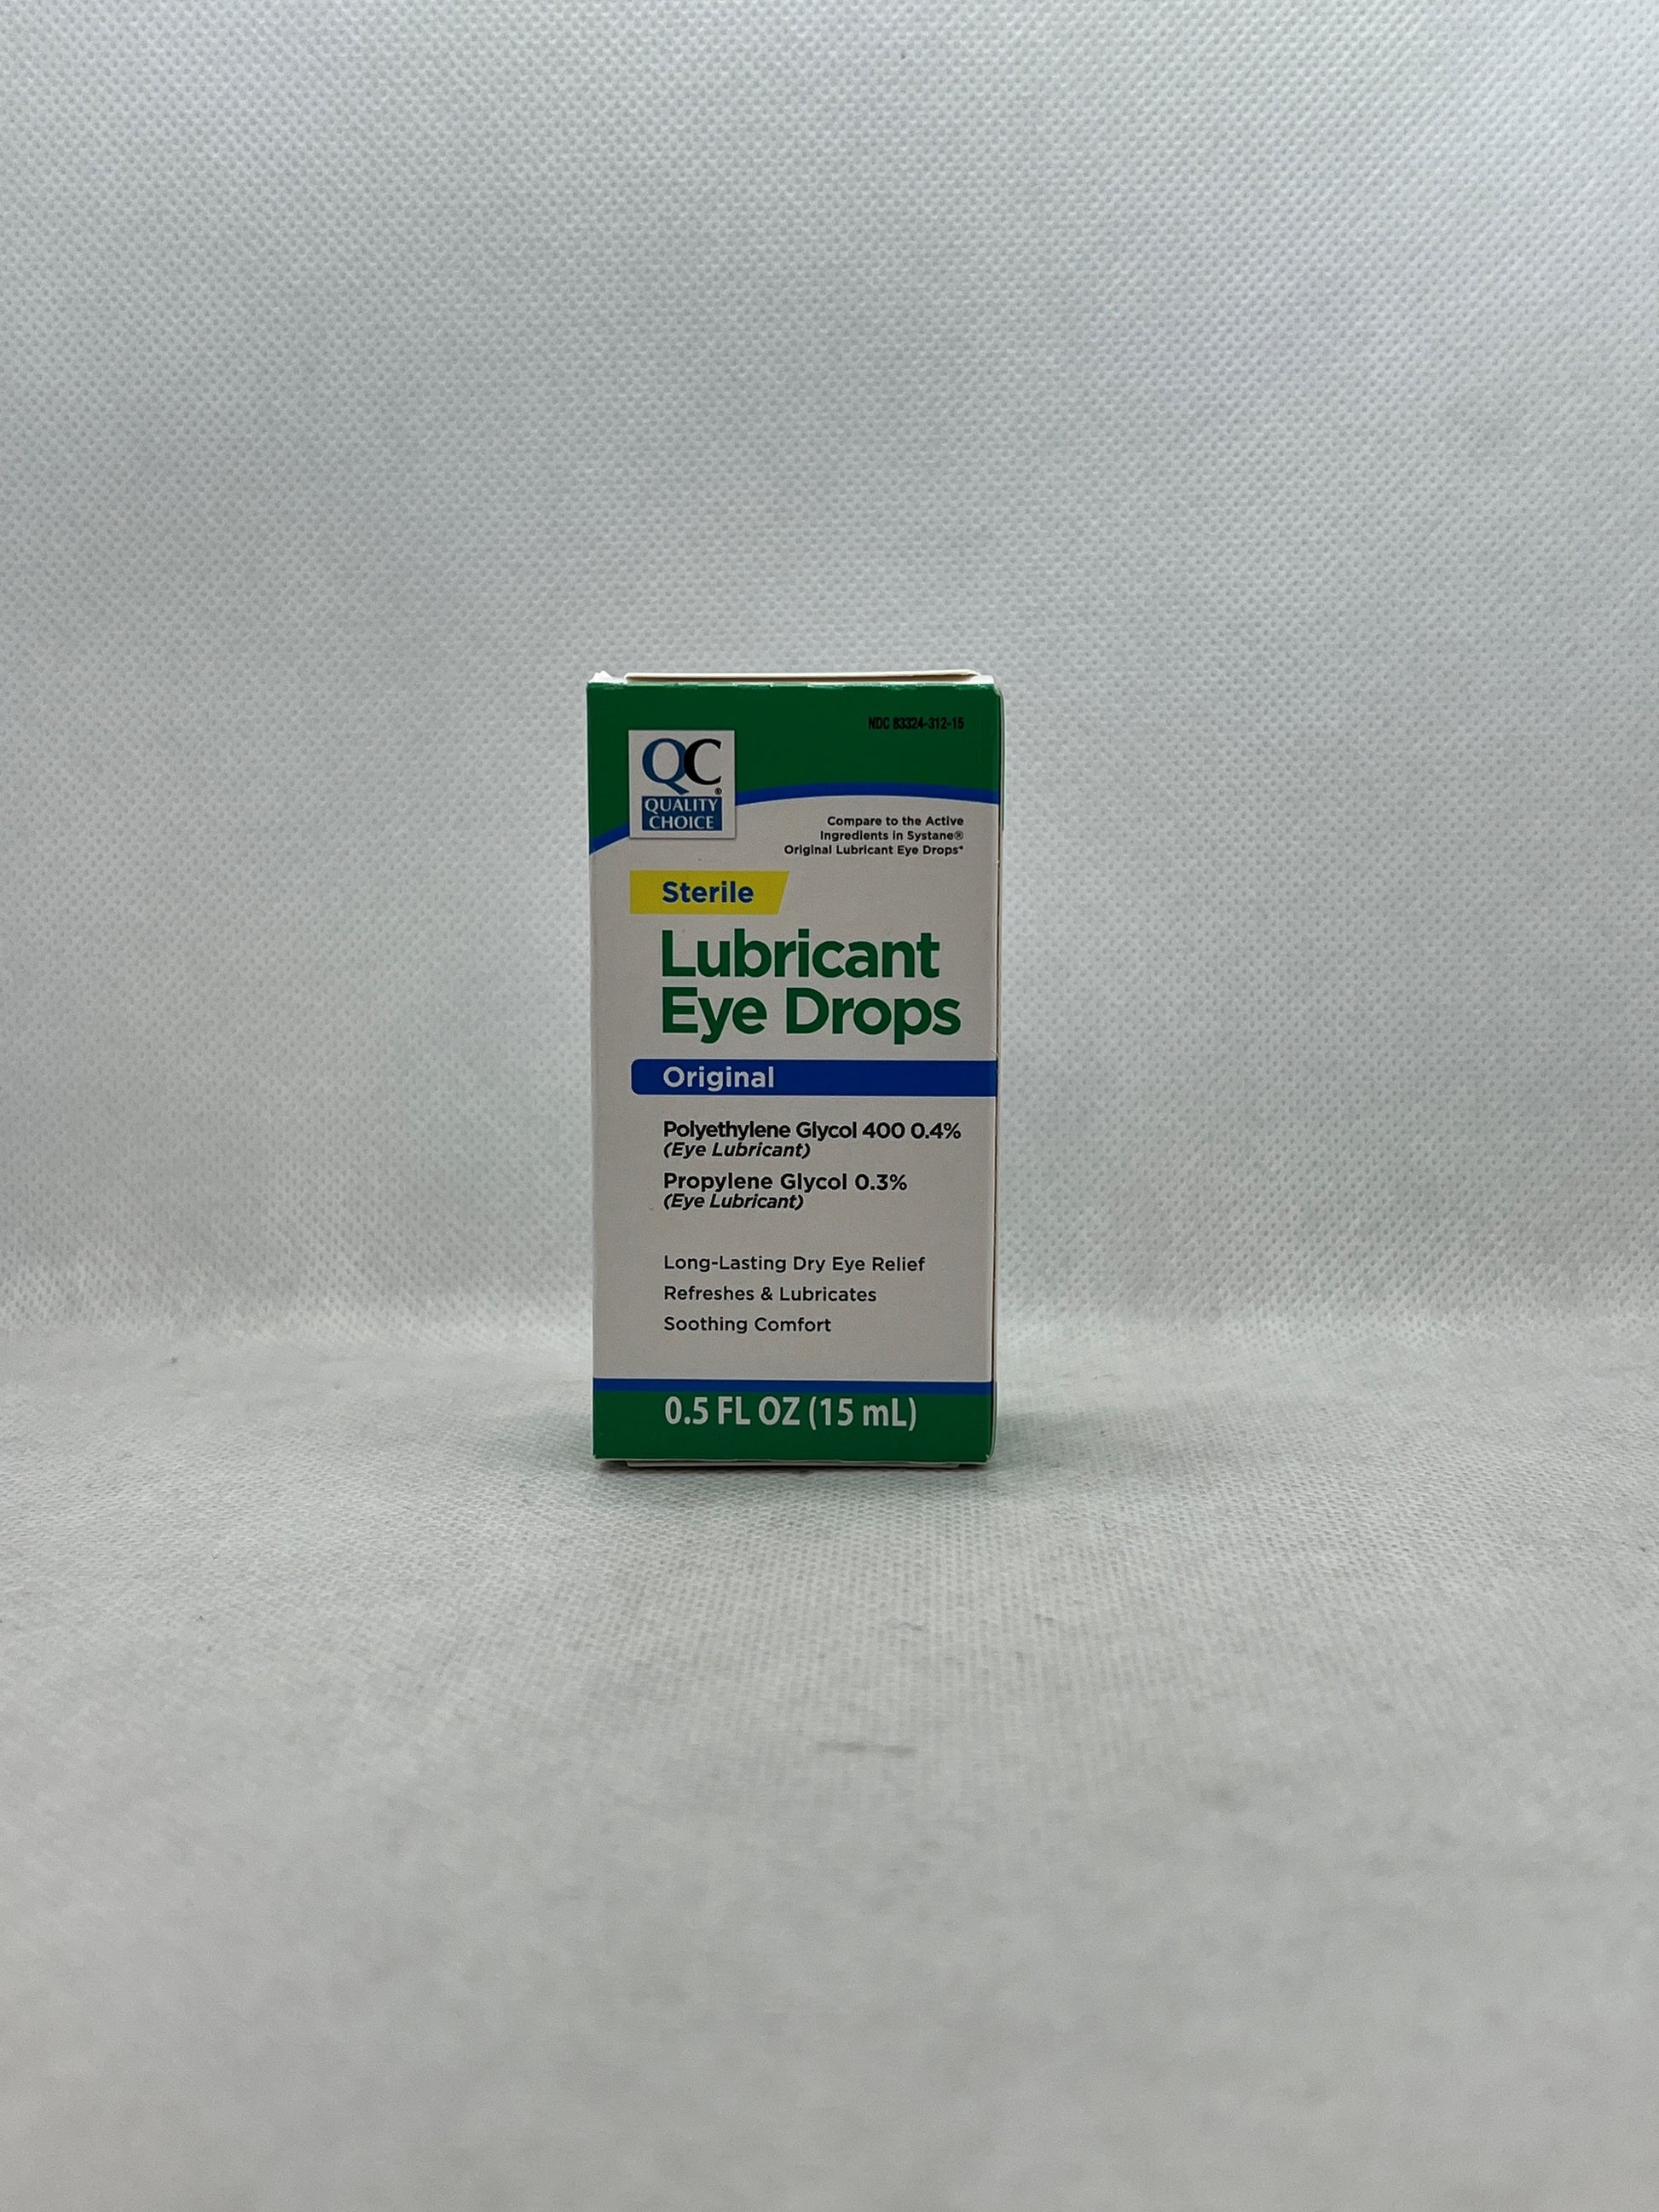 NDC 83324-312-15
QC
®
QUALITY
CHOICE
Compare to the Active
Ingredients in Systane®
Original Lubricant Eye Drops*
Sterile
Lubricant
Eye Drops
Original
Polyethylene Glycol 400 0.4%
(Eye Lubricant)
Propylene Glycol 0.3%
(Eye Lubricant)
Long-Lasting Dry Eye Relief
Refreshes & Lubricates
Soothing Comfort
0.5 FL OZ (15 mL)